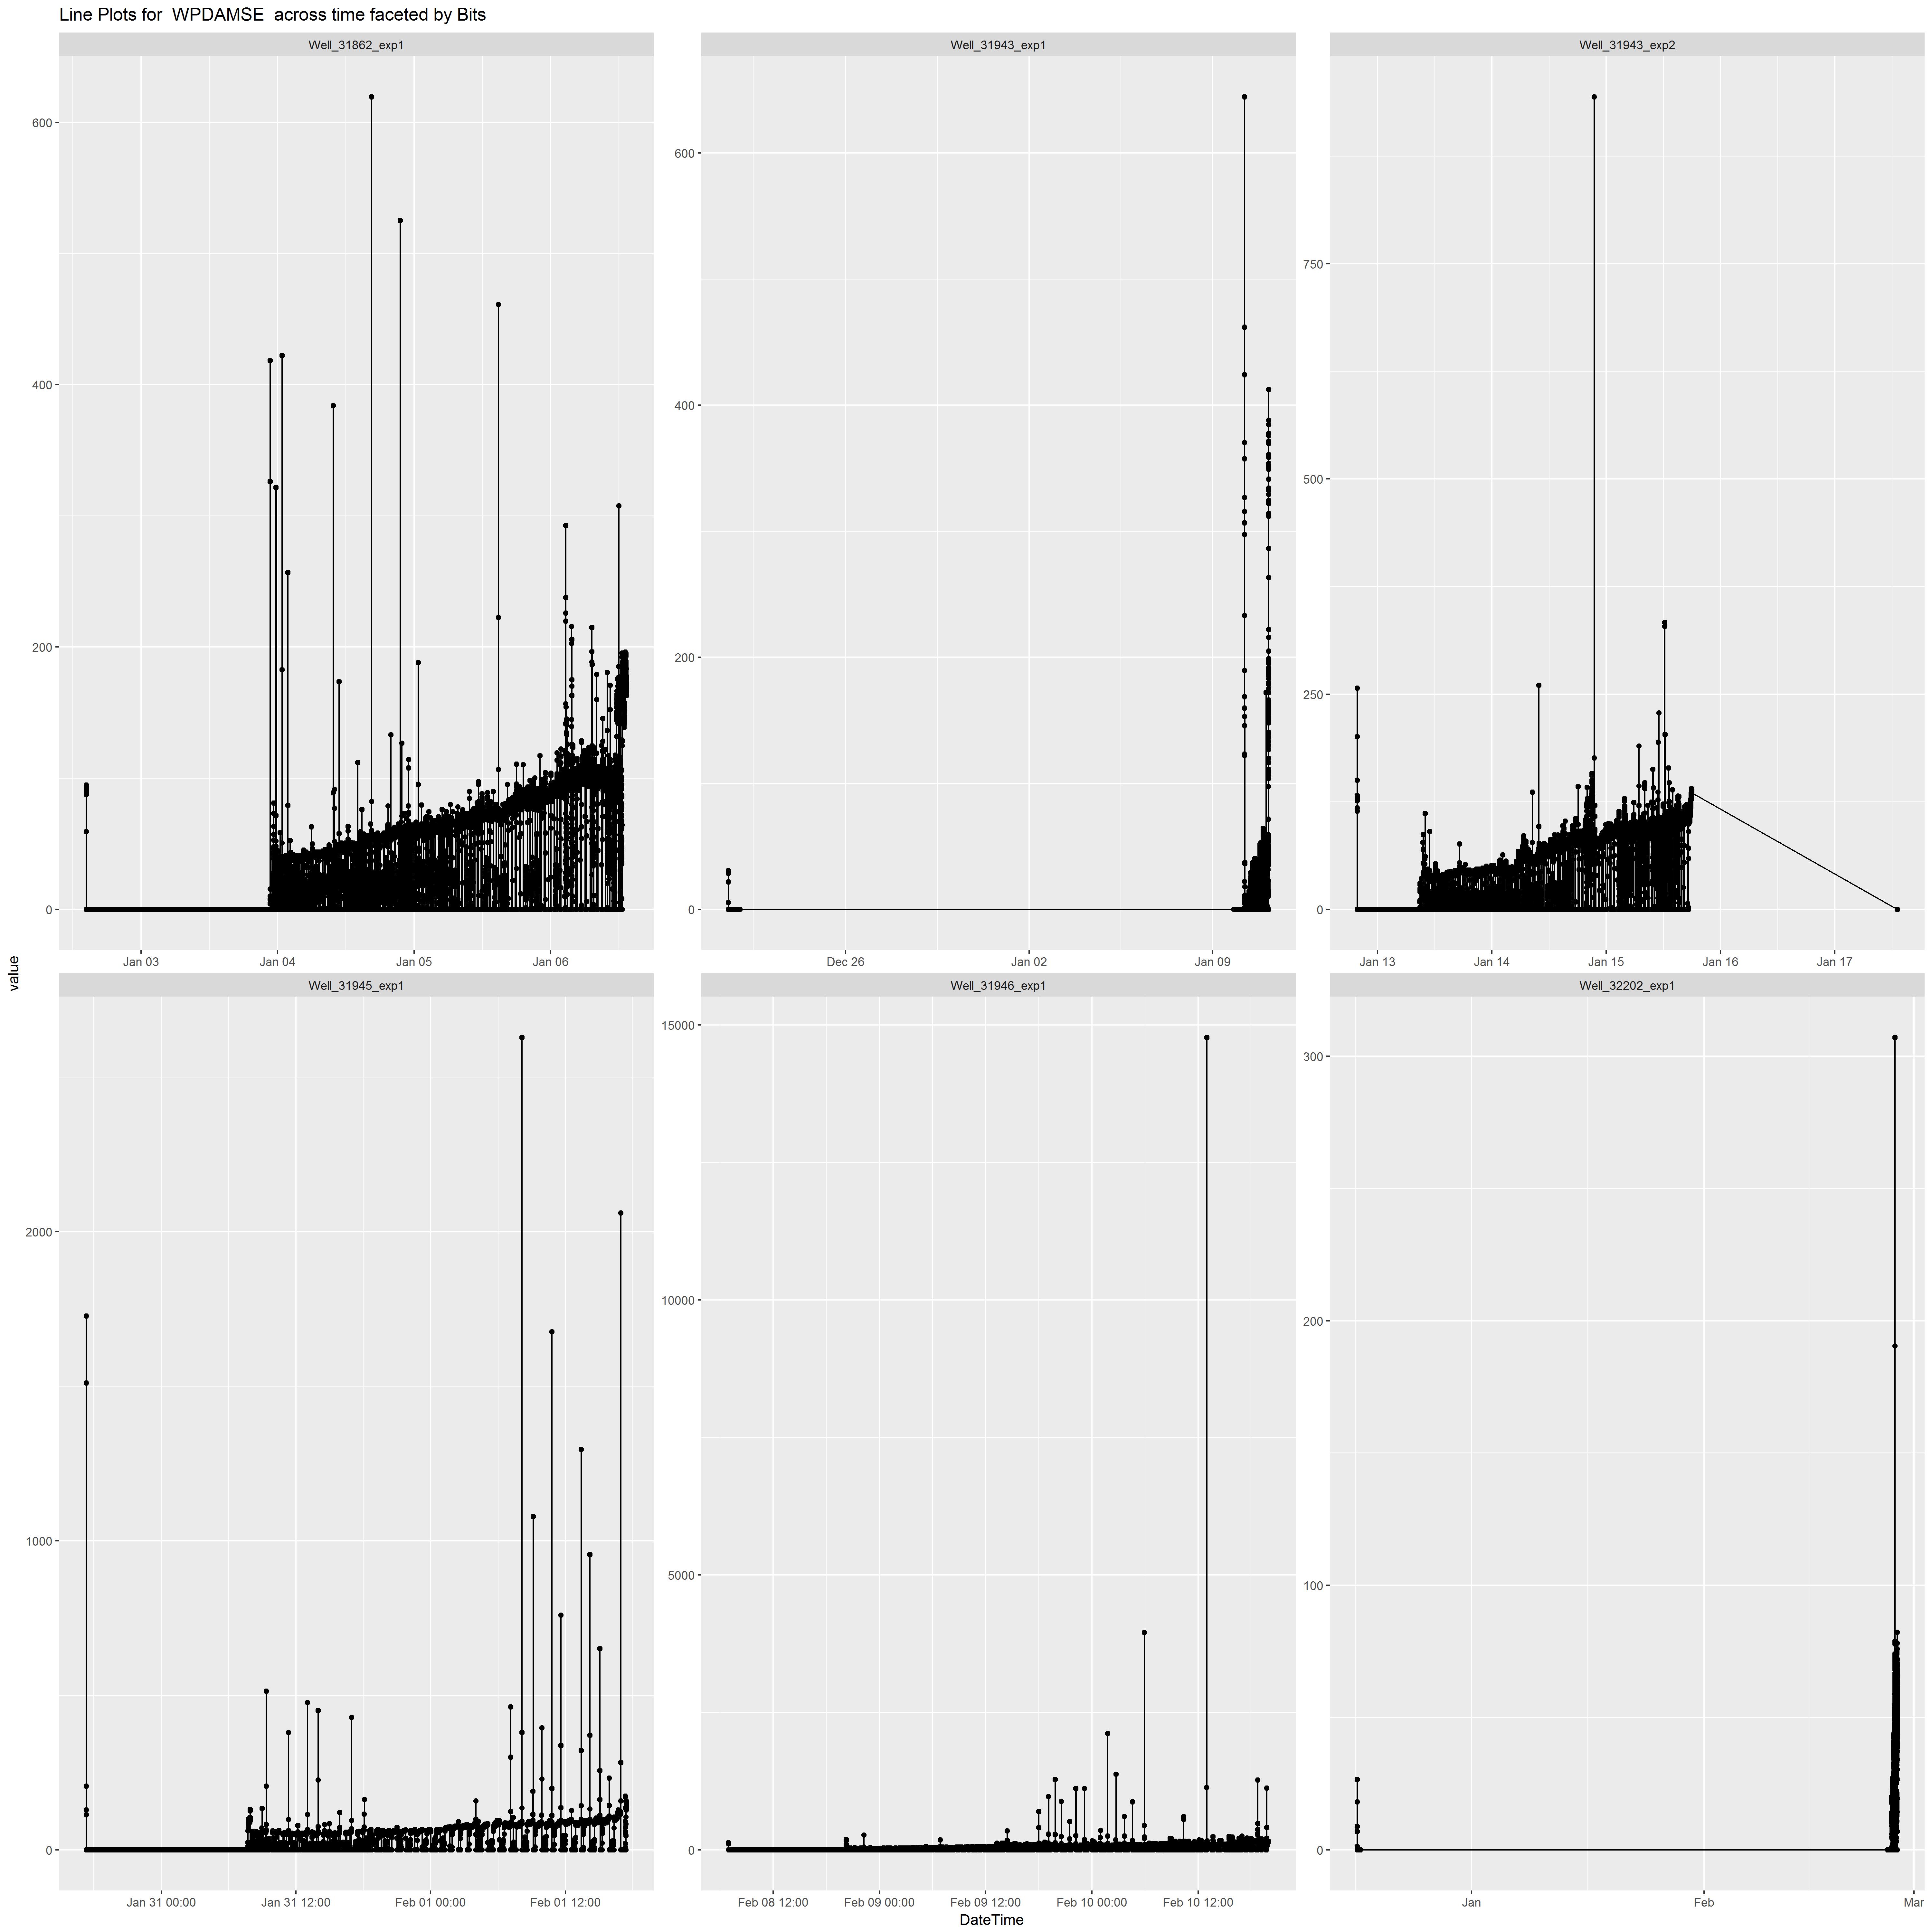 Line Plots for  WPDAMSE  across time faceted by Bits
Well_31862_exp1
Well_31943_exp1
Well_31943_exp2
600
400
200
0
600
400
200
0
750
500
250
0
Jan 03 Jan 04 Jan 05 Jan 06
Dec 26 Jan 02 Jan 09
Jan 13 Jan 14 Jan 15 Jan 16 Jan 17
value
Well_31945_exp1
Well_31946_exp1
Well_32202_exp1
2000
1000
0
15000
10000
5000
0
300
200
100
0
Jan 31 00:00 Jan 31 12:00 Feb 01 00:00 Feb 01 12:00
Feb 08 12:00 Feb 09 00:00 Feb 09 12:00 Feb 10 00:00 Feb 10 12:00
Jan Feb Mar
DateTime